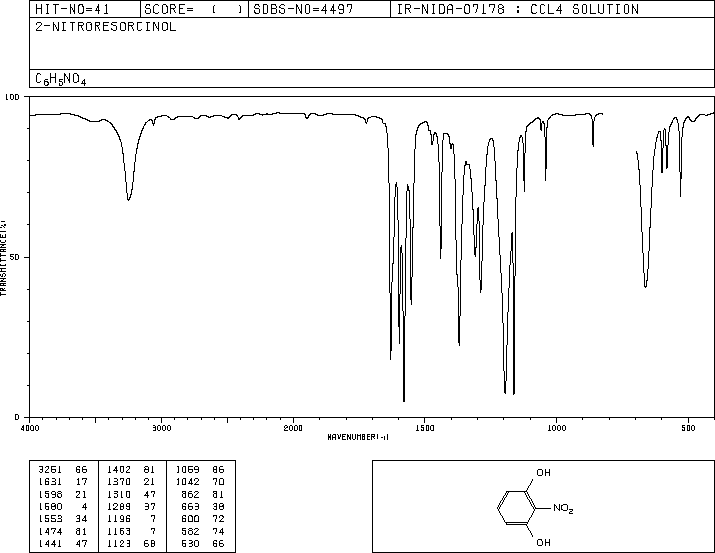 HIT-NO=41 SCORE= ( ) SDBS-NO=4497 IR-NIDA-07178 : CCL4 SOLUTION
2-NITRORESORCINOL
C6H5NO4
100
TRANSMITTANCE(%)
50
0
4000 3000 2000 1500 1000 500
WAVENUMBER(-1)
3251 66 1402 81 1059 86
1631 17 1370 21 1042 70
1598 21 1310 47 862 81
1580 4 1289 37 663 38
1553 34 1196 7 600 72
1474 81 1163 7 582 74
1441 47 1123 68 530 66
OH
NO2
OH